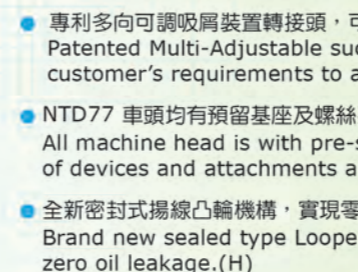 專利多向可調吸屑裝置轉接頭，可
Patented Multi-Adjustable suc
customer's requirements to a
NTD77 車頭均有預留基座及螺絲
All machine head is with pre-s
of devices and attachments a
全新密封式揚線凸輪機構，實現零
Brand new sealed type Loope
zero oil leakage.(H)